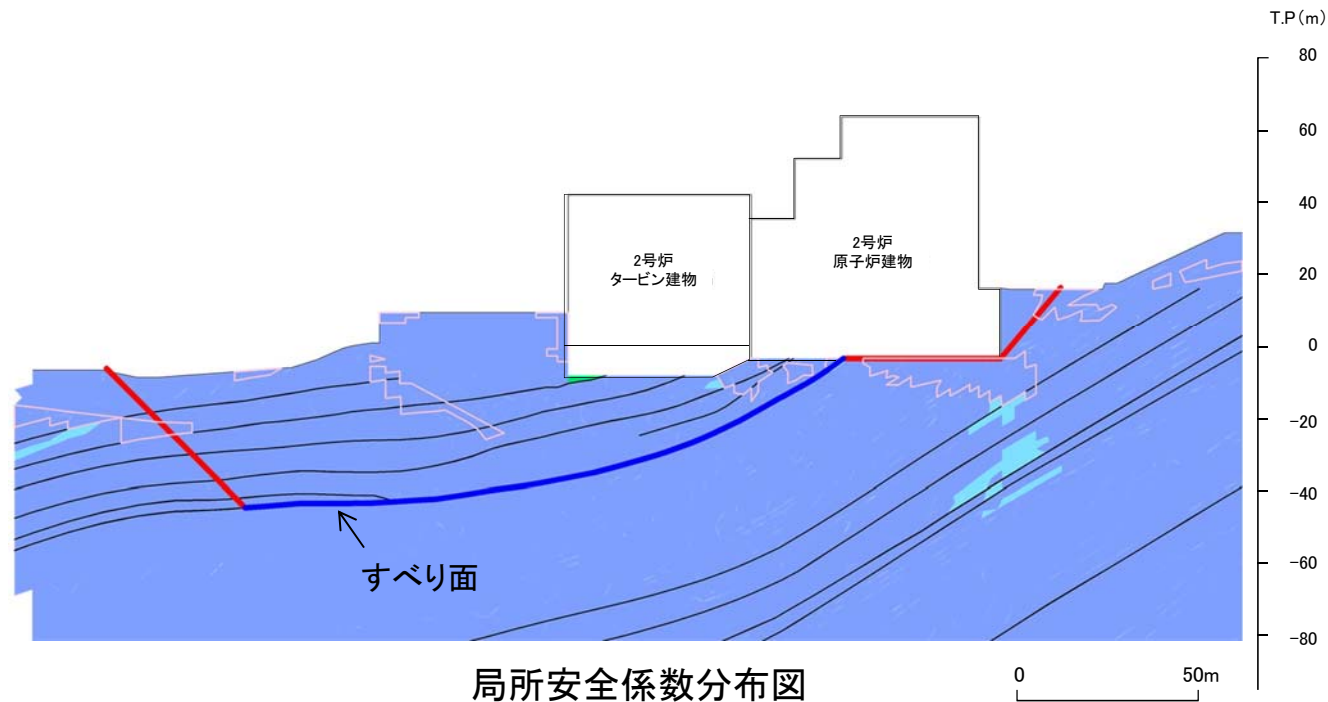 T.P(m)
80
60
40
20
0
-20
-40
-60
-80
2号炉
タービン建物
2号炉
原子炉建物
すべり面
局所安全係数分布図
0
50m